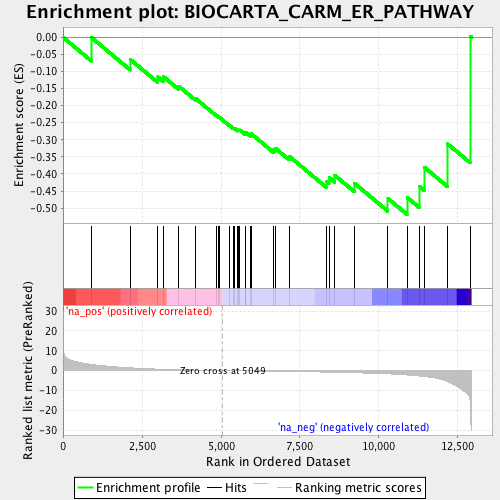 Enrichment plot: BIOCARTA_CARM_ER_PATHWAY
Enrichment score (ES)
0.00
-0.05
-0.10
-0.15
-0.20
-0.25
-0.30
-0.35
-0.40
-0.45
-0.50
'na_pos' (positively correlated)
Ranked list metric (PreRanked)
30
20
10
0
-10
-20
-30
Zero cross at 5049
'na_neg' (negatively correlated)
0
2,500
5,000
7,500
10,000
12,500
Rank in Ordered Dataset
Enrichment profile
Hits
Ranking metric scores